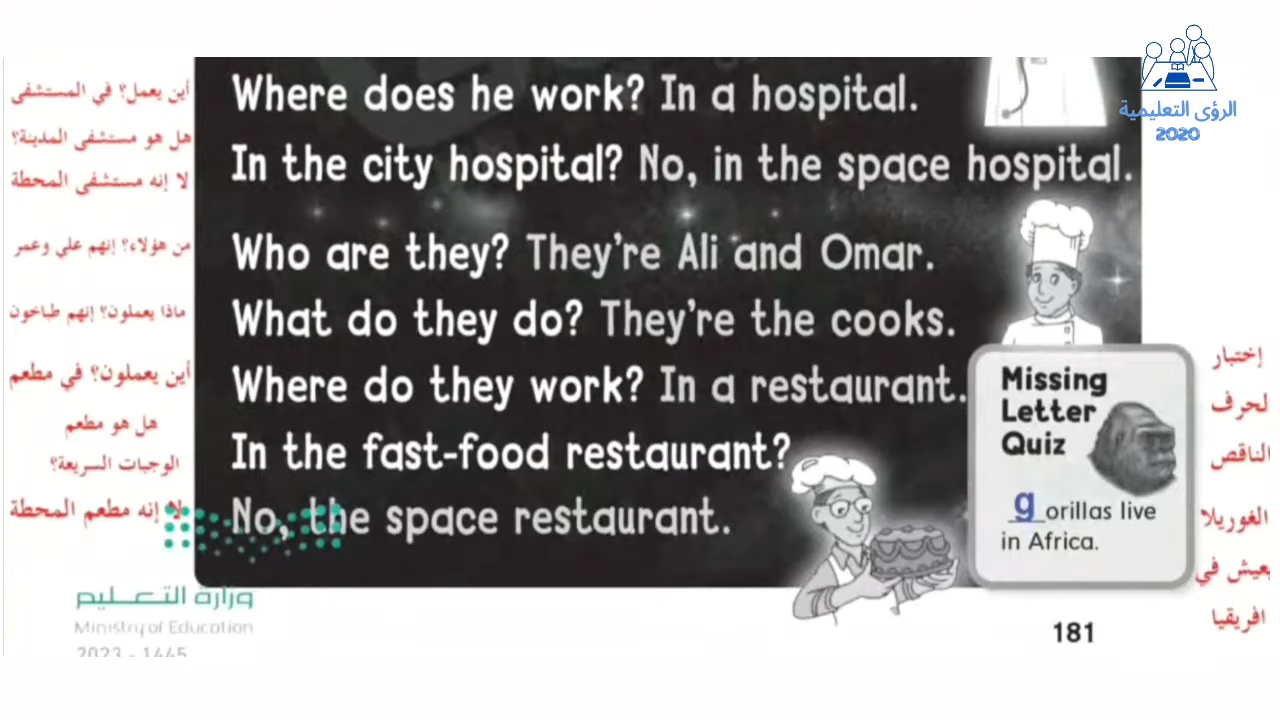 الرؤى التعليمية
2020
Where does he work? In a hospital.
In the city hospital? No, in the space hospital.
Who are they? They're Ali and Omar.
What do they do? They're the cooks.
Where do they work? In a restaurant.
In the fast-food restaurant?
No, the space restaurant.
أين يعمل؟ في المستشفى
هل هو مستشفى المدينة؟
لا إنه مستشفى المحطة
من هؤلاء؟ إنهم علي وعمر
ماذا يعملون؟ إنهم طباخون
أين يعملون؟ في مطعم
هل هو مطعم
الوجبات السريعة؟
لا إنه مطعم المحطة
Missing
Letter
Quiz
g orillas live
in Africa.
إختبار
لحرف
الناقص
الغوريلا
يعيش في
افريقيا
وزارة التعليم
Ministry of Education
2023 - 1445
181